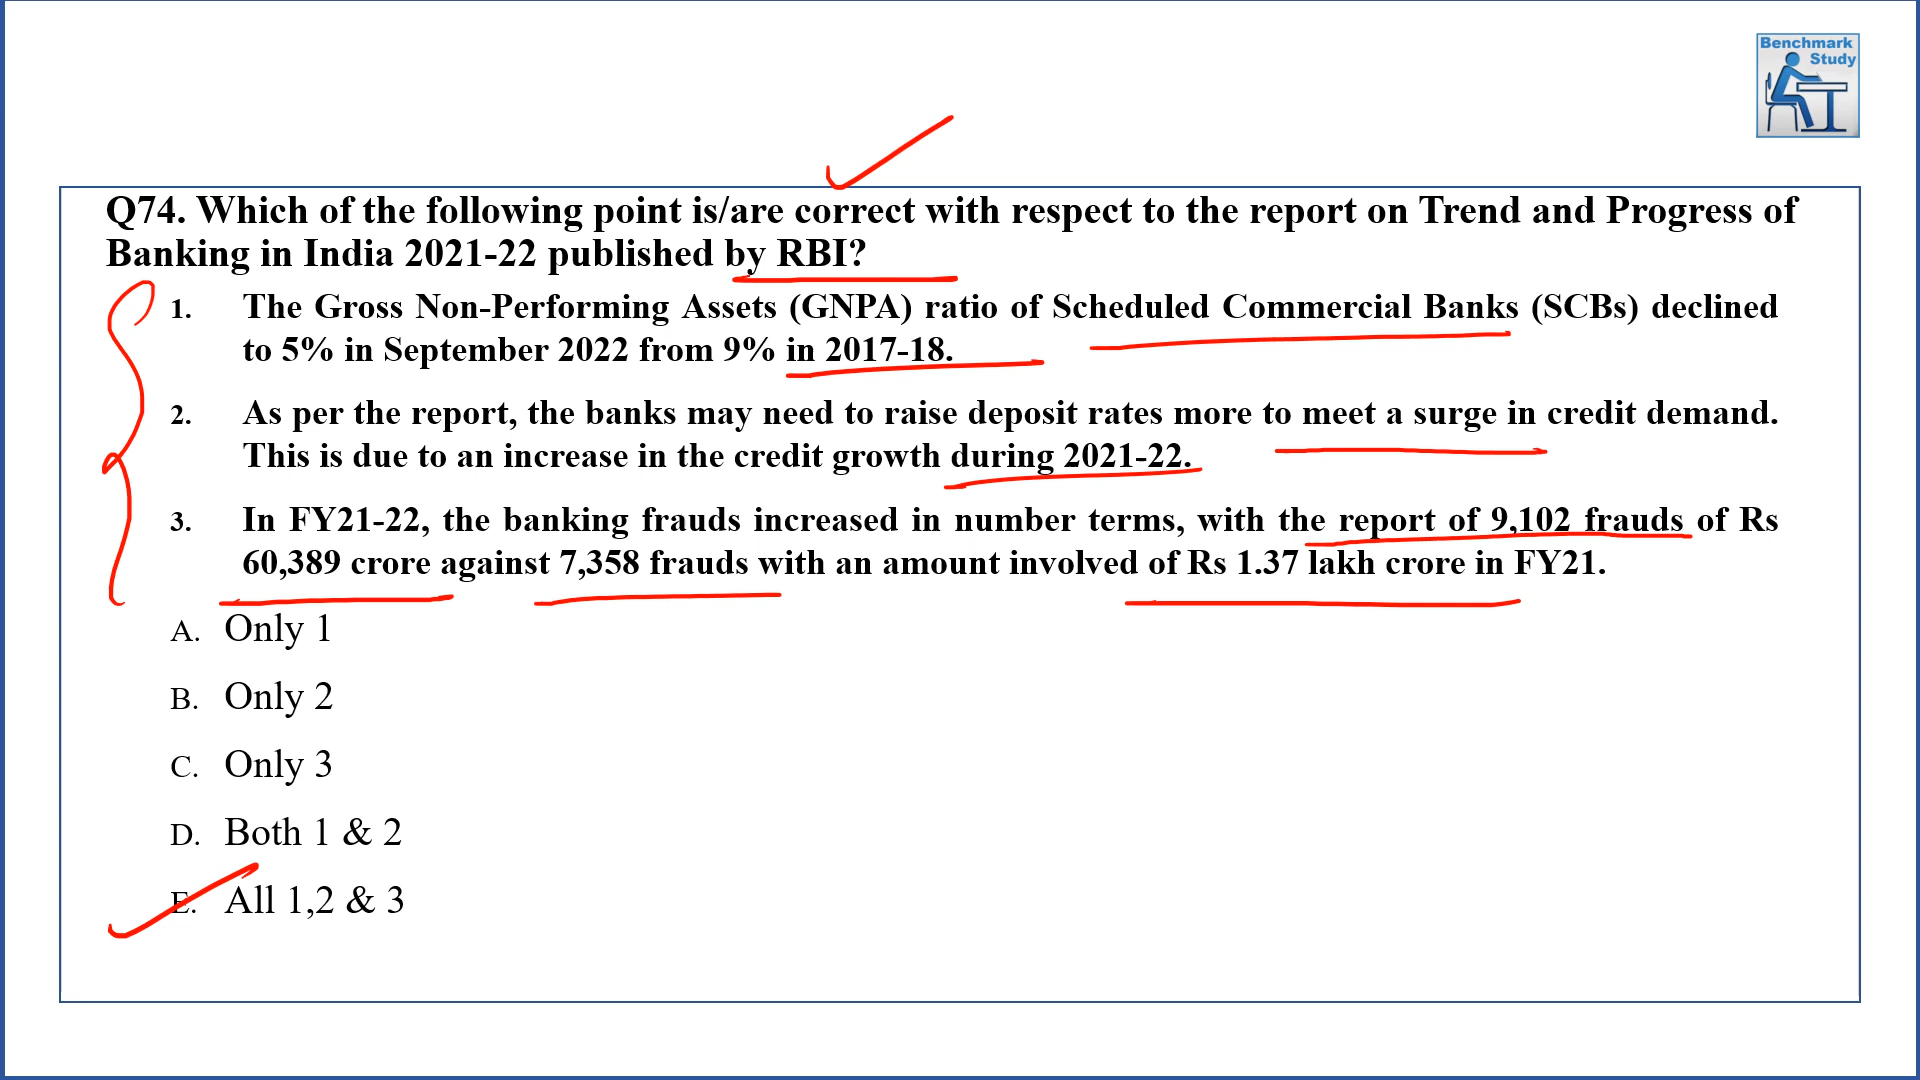 Benchmark
Study
Q74. Which of the following point is/are correct with respect to the report on Trend and Progress of
Banking in India 2021-22 published by RBI?
1. The Gross Non-Performing Assets (GNPA) ratio of Scheduled Commercial Banks (SCBs) declined
to 5% in September 2022 from 9% in 2017-18.
2. As per the report, the banks may need to raise deposit rates more to meet a surge in credit demand.
This is due to an increase in the credit growth during 2021-22.
3. In FY21-22, the banking frauds increased in number terms, with the report of 9,102 frauds of Rs
60,389 crore against 7,358 frauds with an amount involved of Rs 1.37 lakh crore in FY21.
A. Only 1
B. Only 2
C. Only 3
D. Both 1 & 2
E. All 1,2 & 3